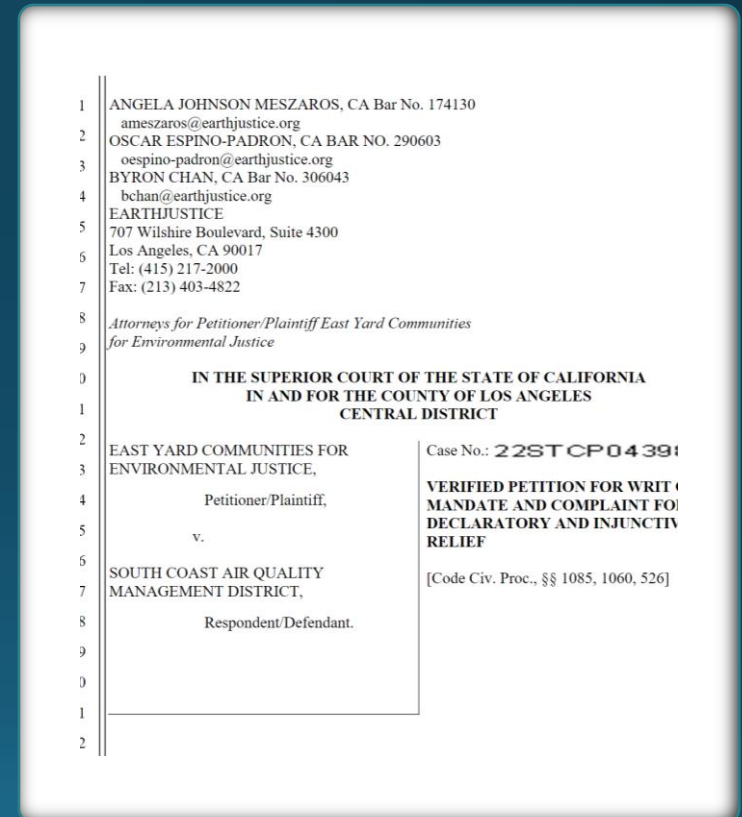 1 ANGELA JOHNSON MESZAROS, CA Bar No. 174130
ameszaros@earthjustice.org
2 OSCAR ESPINO-PADRON, CA BAR NO. 290603
3 oespino-padron@earthjustice.org
BYRON CHAN, CA Bar No. 306043
4 bchan@earthjustice.org
EARTHJUSTICE
5 707 Wilshire Boulevard, Suite 4300
6 Los Angeles, CA 90017
Tel: (415) 217-2000
7 Fax: (213) 403-4822
8 Attorneys for Petitioner/Plaintiff East Yard Communities
9 for Environmental Justice
0 IN THE SUPERIOR COURT OF THE STATE OF CALIFORNIA
1 IN AND FOR THE COUNTY OF LOS ANGELES
CENTRAL DISTRICT
2 EAST YARD COMMUNITIES FOR
3 ENVIRONMENTAL JUSTICE,
4 Petitioner/Plaintiff,
5 v.
6 SOUTH COAST AIR QUALITY
7 MANAGEMENT DISTRICT,
8 Respondent/Defendant.
9
0
1
2
Case No.: 22STCP0439
VERIFIED PETITION FOR WRIT
MANDATE AND COMPLAINT FO
DECLARATORY AND INJUNCTIV
RELIEF
[Code Civ. Proc., §§ 1085, 1060, 526]